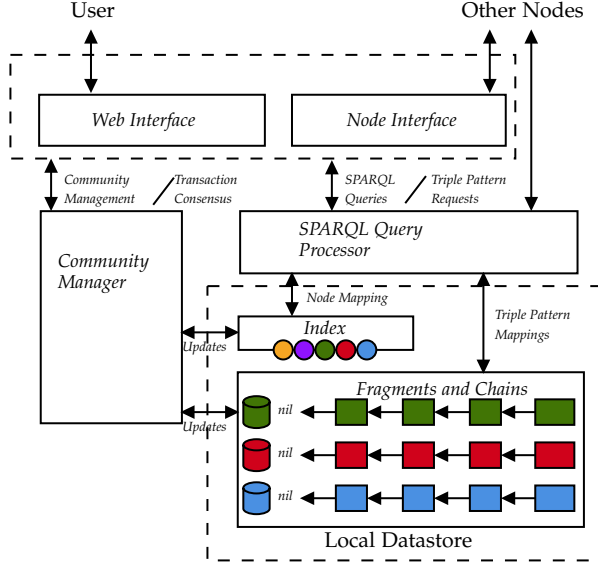 User
Other Nodes
Web Interface
Node Interface
Community
Management
Transaction
Consensus
SPARQL
Queries
Triple Pattern
Requests
SPARQL Query
Processor
Community
Manager
Node Mapping
Index
Triple Pattern
Mappings
Updates
Fragments and Chains
nil
Updates
nil
nil
Local Datastore